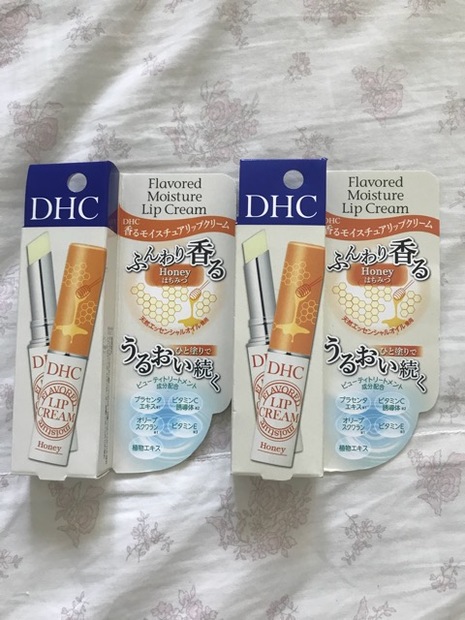 DHC
Flavored
Moisture
Lip Cream
DHC
香るモイスチュアリップクリーム
ふんわり香る
Honey
はちみつ
うるおい続く
ひと塗りで
ビューティトリートメント
成分配合
プラセンタ
エキス
ビタミンC
誘導体
オリーブ
スクワラン
ビタミンE
植物エキス
DHC
FLAVORED
LIP
CREAM
Moisture
Honey
DHC
Flavored
Moisture
Lip Cream
DHC
香るモイスチュアリップクリーム
ふんわり香る
Honey
はちみつ
うるおい続く
ひと塗りで
ビューティトリートメント
成分配合
プラセンタ
エキス
ビタミンC
誘導体
オリーブ
スクワラン
ビタミンE
植物エキス
DHC
FLAVORED
LIP
CREAM
Moisture
Honey